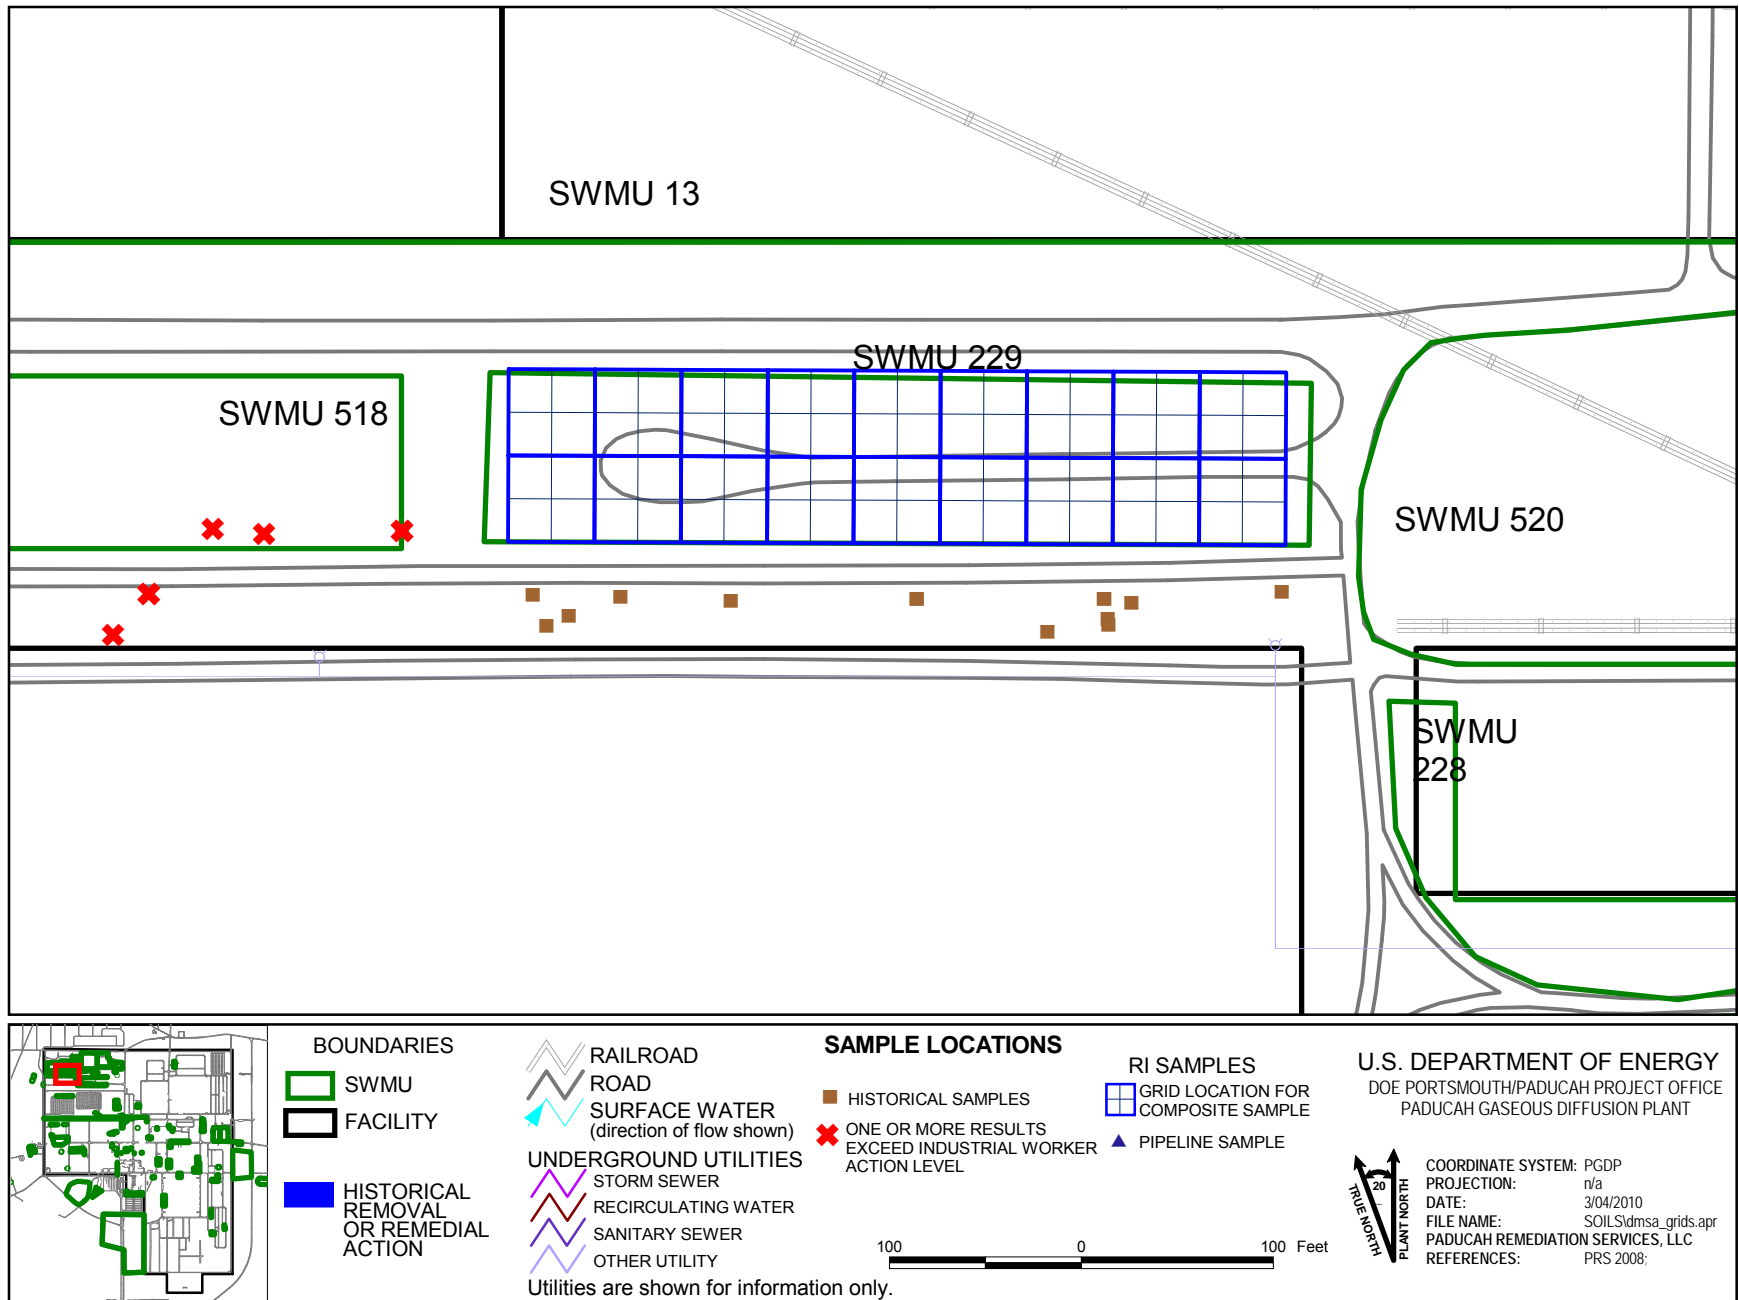 SWMU 13
SWMU 229
SWMU 518
SWMU 520
SWMU
228
BOUNDARIES
SWMU
FACILITY
HISTORICAL
REMOVAL
OR REMEDIAL
ACTION
RAILROAD
ROAD
SURFACE WATER
(direction of flow shown)
UNDERGROUND UTILITIES
STORM SEWER
RECIRCULATING WATER
SANITARY SEWER
OTHER UTILITY
Utilities are shown for information only.
SAMPLE LOCATIONS
HISTORICAL SAMPLES
ONE OR MORE RESULTS
EXCEED INDUSTRIAL WORKER
ACTION LEVEL
RI SAMPLES
GRID LOCATION FOR
COMPOSITE SAMPLE
PIPELINE SAMPLE
100 0 100 Feet
U.S. DEPARTMENT OF ENERGY
DOE PORTSMOUTH/PADUCAH PROJECT OFFICE
PADUCAH GASEOUS DIFFUSION PLANT
20
TRUE NORTH
PLANT NORTH
COORDINATE SYSTEM: PGDP
PROJECTION: n/a
DATE: 3/04/2010
FILE NAME: SOILS\dmsa_grids.apr
PADUCAH REMEDIATION SERVICES, LLC
REFERENCES: PRS 2008;